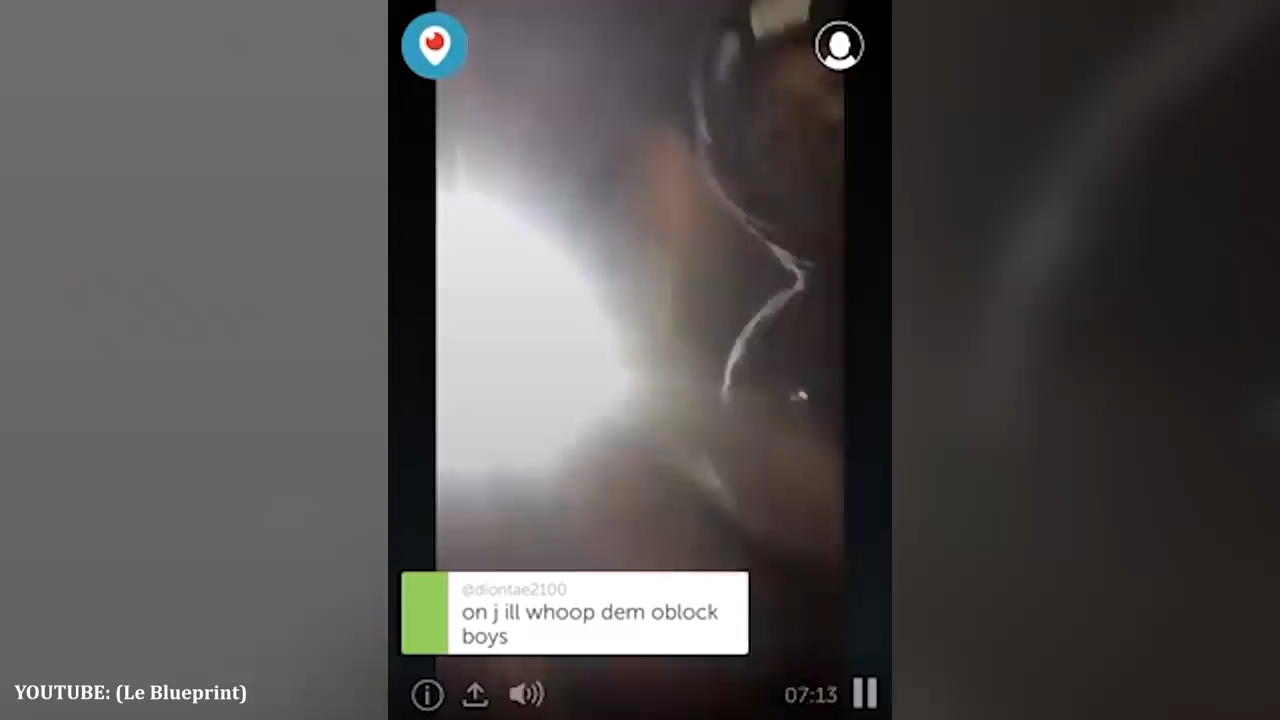 @diontae2100
on j ill whoop dem oblock
boys
07:13
YOUTUBE: (Le Blueprint)